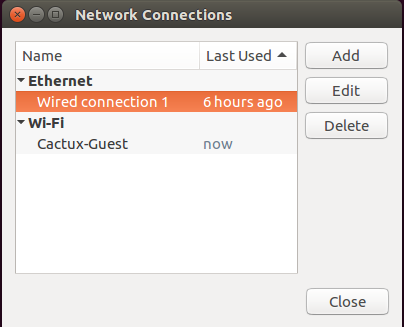 Network Connections
Name Last Used
Add
Ethernet
Wired connection 1 6 hours ago
Edit
Wi-Fi
Delete
Cactux-Guest now
Close